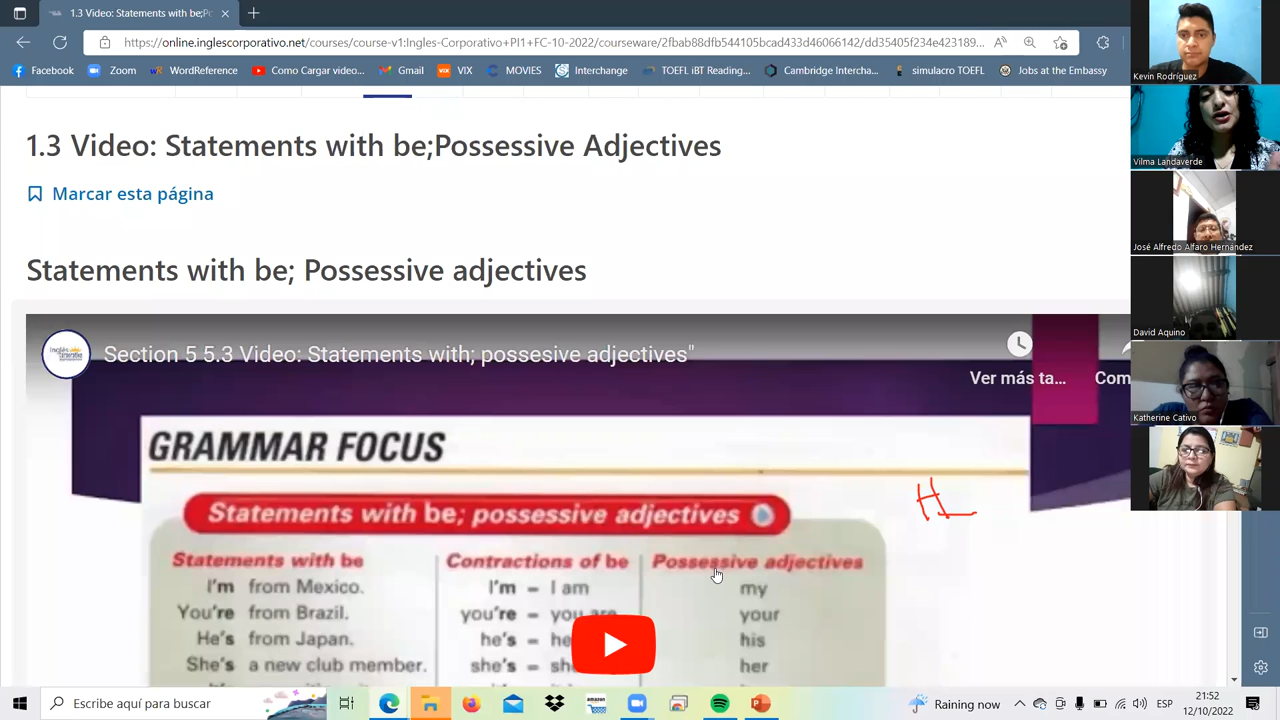 1.3 Video: Statements with be;Po
https://online.inglescorporativo.net/courses/course-v1:Ingles-Corporativo+PI1+FC-10-2022/courseware/2fbab88dfb544105bcad433d46066142/dd35405f234e423189...
Facebook Zoom WordReference Como Cargar video... Gmail VIX MOVIES Interchange TOEFL iBT Reading... Cambridge Intercha... simulacro TOEFL Jobs at the Embassy
1.3 Video: Statements with be;Possessive Adjectives
Marcar esta página
Statements with be; Possessive adjectives
Section 5 5.3 Video: Statements with; possesive adjectives"
Ver más ta... Com
GRAMMAR FOCUS
HL
Statements with be; possessive adjectives
Statements with be Contractions of be Possessive adjectives
I'm from Mexico. I'm = I am my
You're from Brazil. you're = you are your
He's from Japan. he's = he his
She's a new club member. she's = sh her
Kevin Rodríguez
Vilma Landaverde
José Alfredo Alfaro Hernández
David Aquino
Katherine Cativo
Escribe aquí para buscar
amazon
Raining now
ESP
21:52
12/10/2022